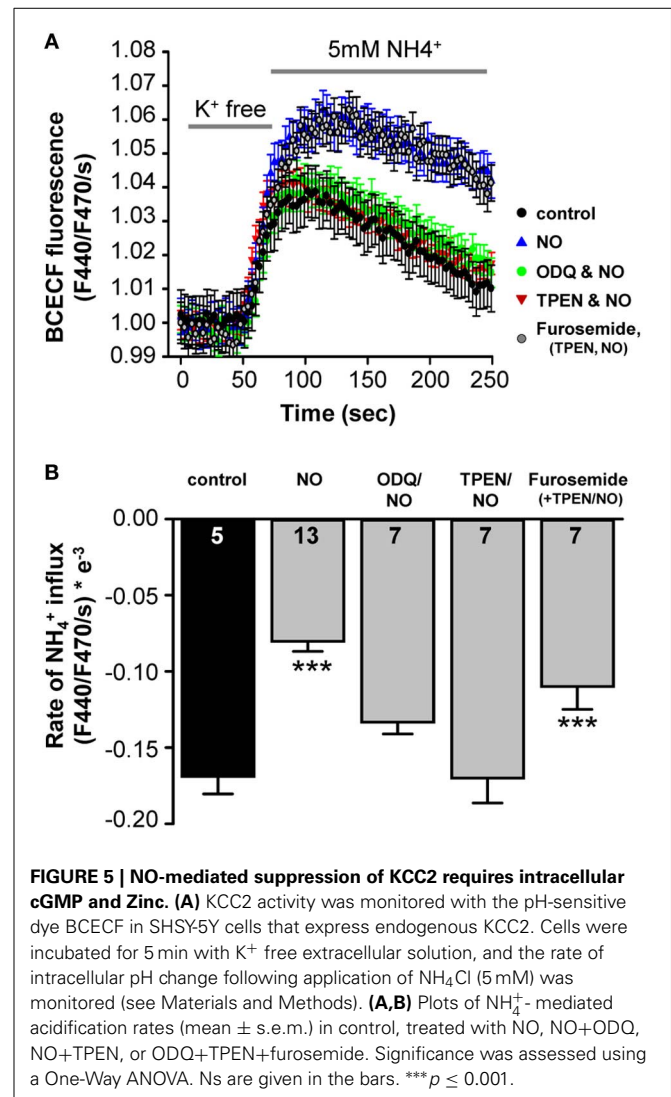 A
5mM NH4⁺
K⁺ free
1.08
1.07
1.06
1.05
1.04
1.03
1.02
1.01
1.00
0.99
BCECF fluorescence
(F440/F470/s)
control
NO
ODQ & NO
TPEN & NO
Furosemide,
(TPEN, NO)
0 50 100 150 200 250
Time (sec)
B
control NO ODQ/ NO TPEN/ NO Furosemide (+TPEN/NO)
0.00
-0.05
-0.10
-0.15
-0.20
Rate of NH₄⁺ influx
(F440/F470/s) * e⁻³
5 13 7 7 7
*** ***
FIGURE 5 | NO-mediated suppression of KCC2 requires intracellular
cGMP and Zinc. (A) KCC2 activity was monitored with the pH-sensitive
dye BCECF in SHSY-5Y cells that express endogenous KCC2. Cells were
incubated for 5 min with K⁺ free extracellular solution, and the rate of
intracellular pH change following application of NH₄Cl (5 mM) was
monitored (see Materials and Methods). (A,B) Plots of NH₄⁺- mediated
acidification rates (mean ± s.e.m.) in control, treated with NO, NO+ODQ,
NO+TPEN, or ODQ+TPEN+furosemide. Significance was assessed using
a One-Way ANOVA. Ns are given in the bars. ***p ≤ 0.001.